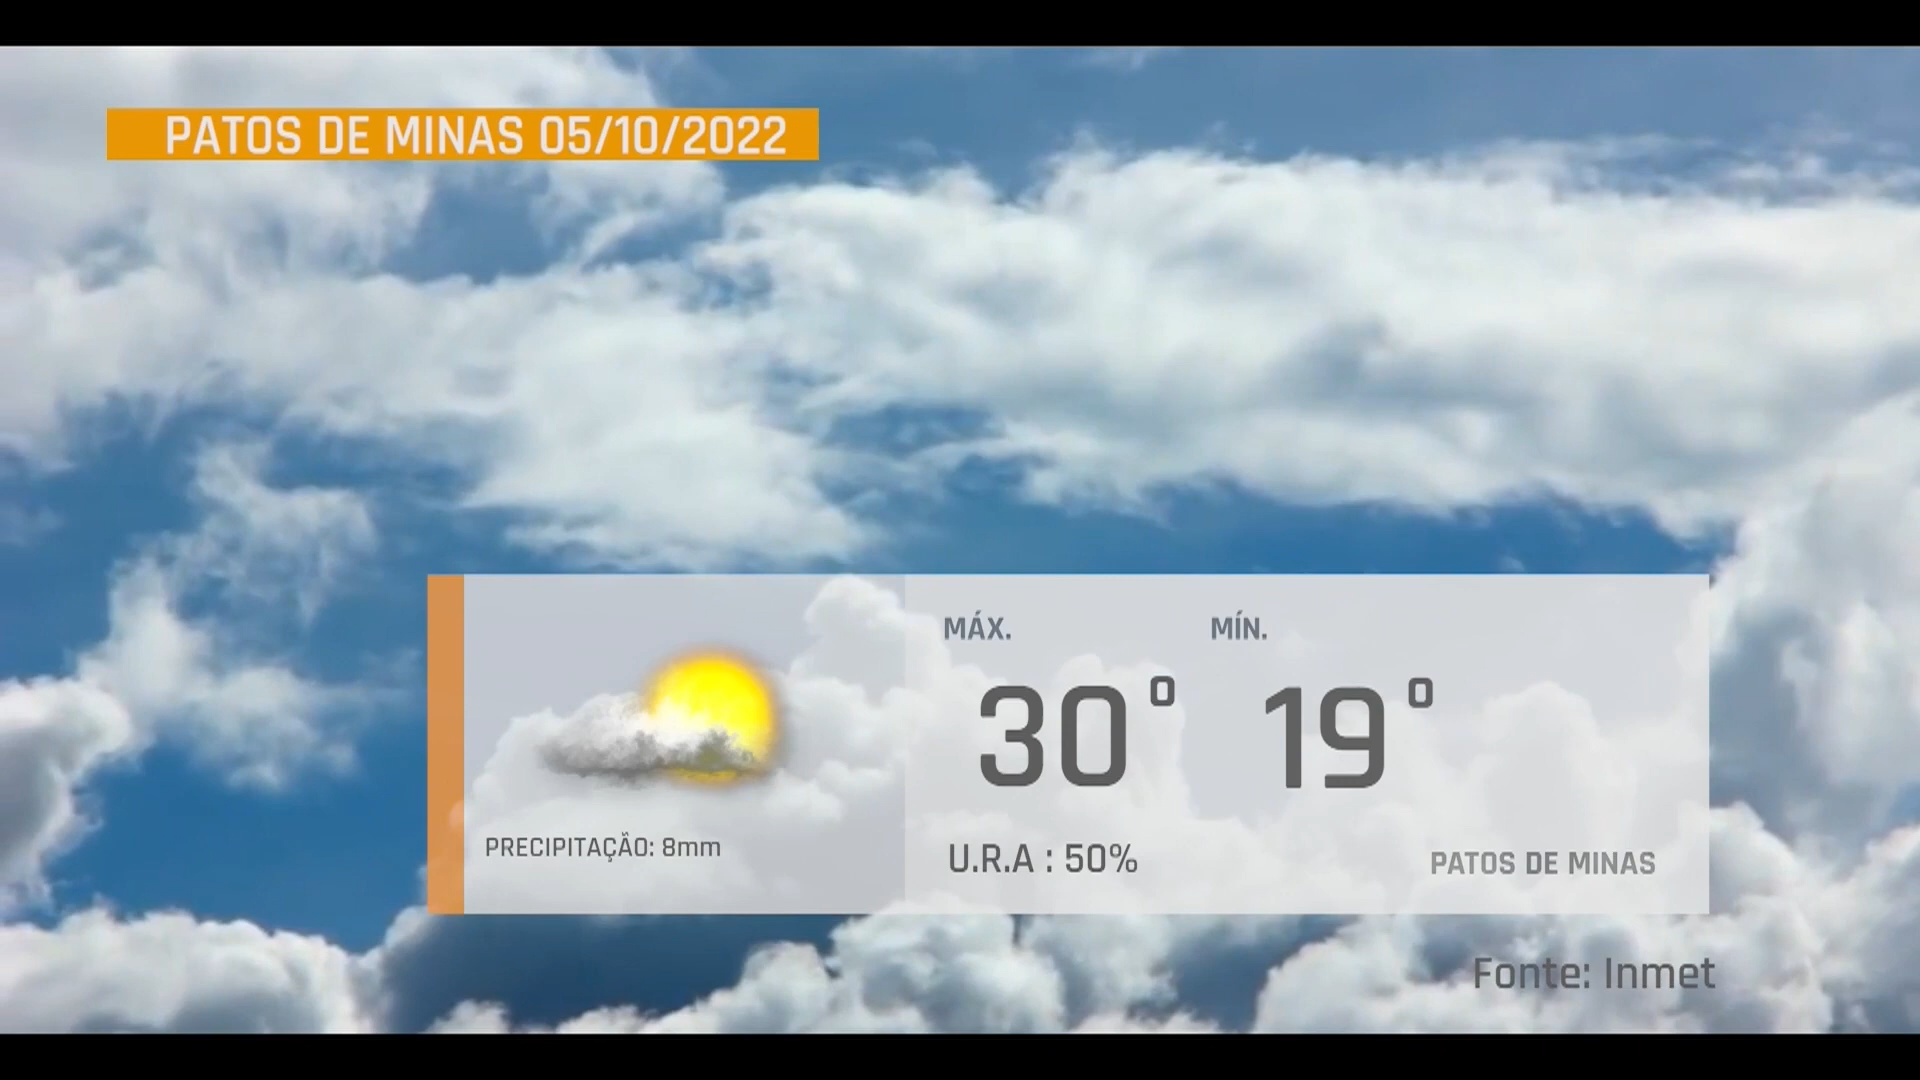 PATOS DE MINAS 05/10/2022
MÁX.
MÍN.
30°
19°
PRECIPITAÇÃO: 8mm
U.R.A : 50%
PATOS DE MINAS
Fonte: Inmet